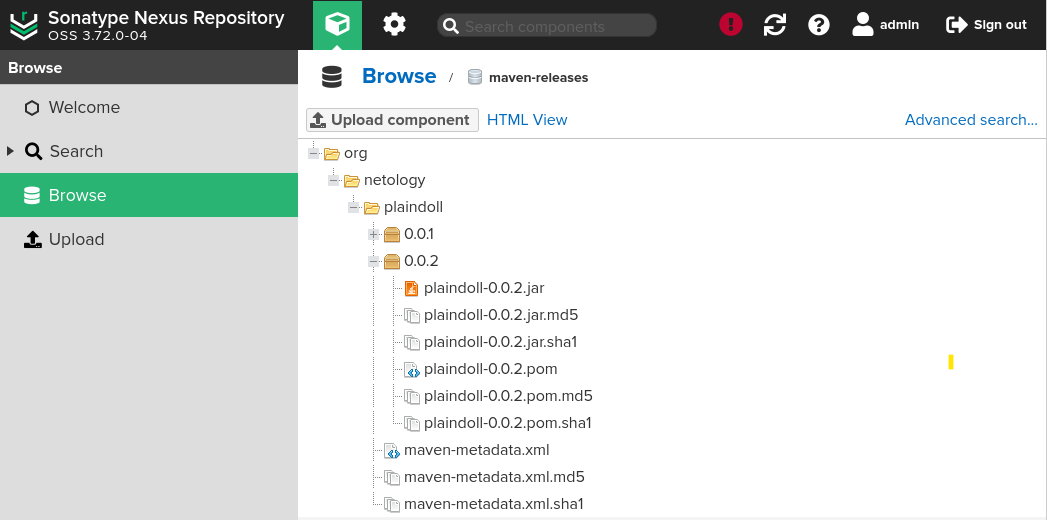 Sonatype Nexus Repository
OSS 3.72.0-04
Search components
admin
Sign out
Browse
Welcome
Search
Browse
Upload
Browse / maven-releases
Upload component
HTML View
Advanced search...
org
netology
plaindoll
0.0.1
0.0.2
plaindoll-0.0.2.jar
plaindoll-0.0.2.jar.md5
plaindoll-0.0.2.jar.sha1
plaindoll-0.0.2.pom
plaindoll-0.0.2.pom.md5
plaindoll-0.0.2.pom.sha1
maven-metadata.xml
maven-metadata.xml.md5
maven-metadata.xml.sha1